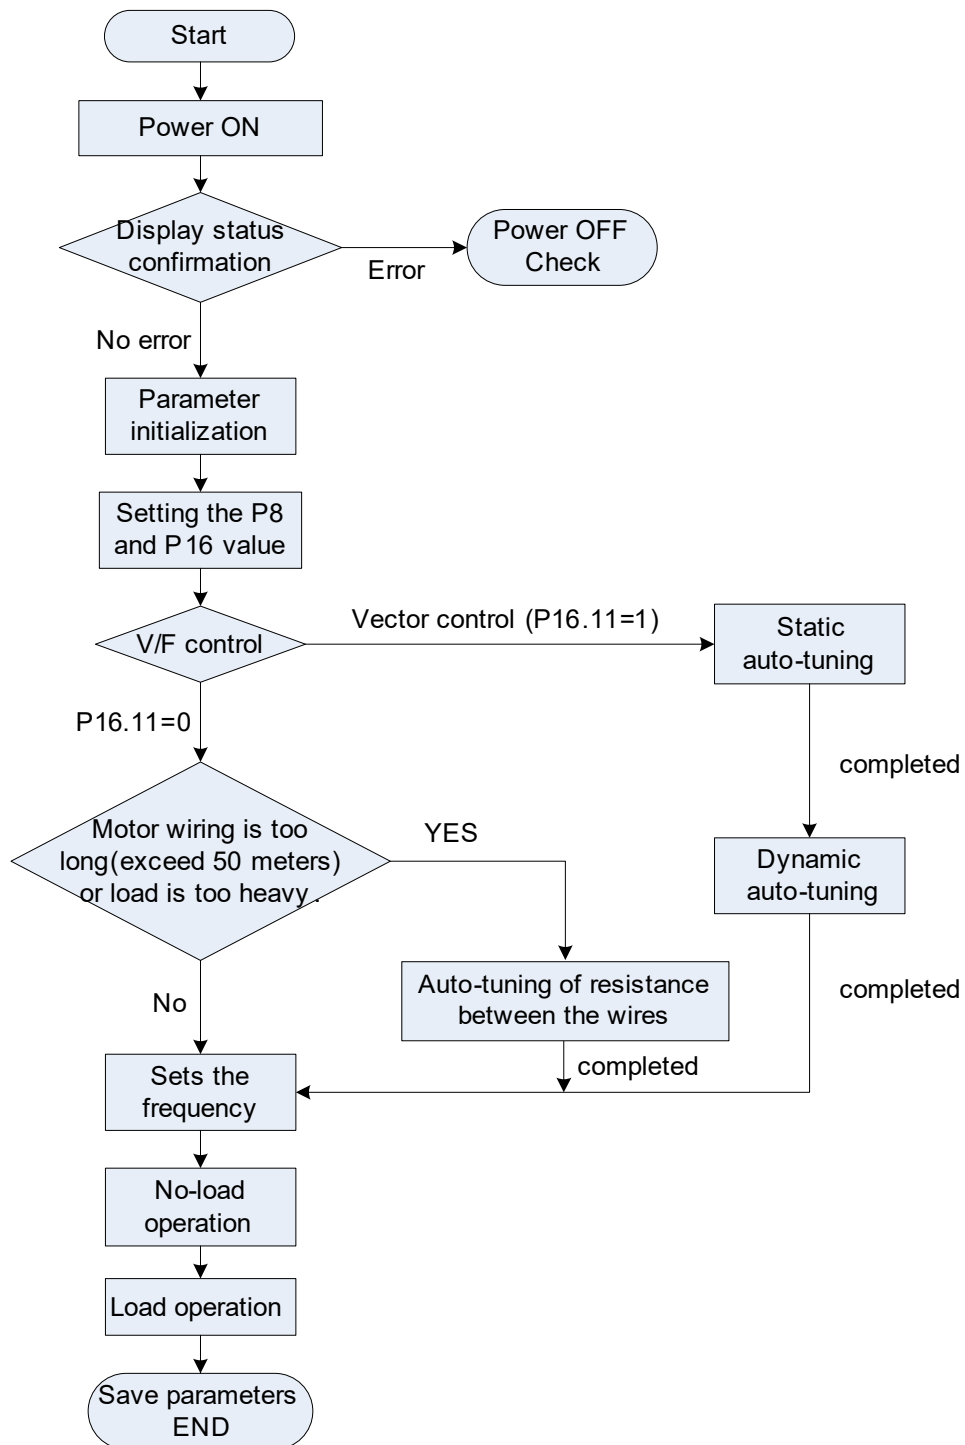 Start
Power ON
Display status
confirmation
Error
Power OFF
Check
No error
Parameter
initialization
Setting the P8
and P16 value
V/F control
Vector control (P16.11=1)
Static
auto-tuning
P16.11=0
completed
Motor wiring is too
long(exceed 50 meters)
or load is too heavy.
YES
Dynamic
auto-tuning
Auto-tuning of resistance
between the wires
completed
No
completed
Sets the
frequency
No-load
operation
Load operation
Save parameters
END